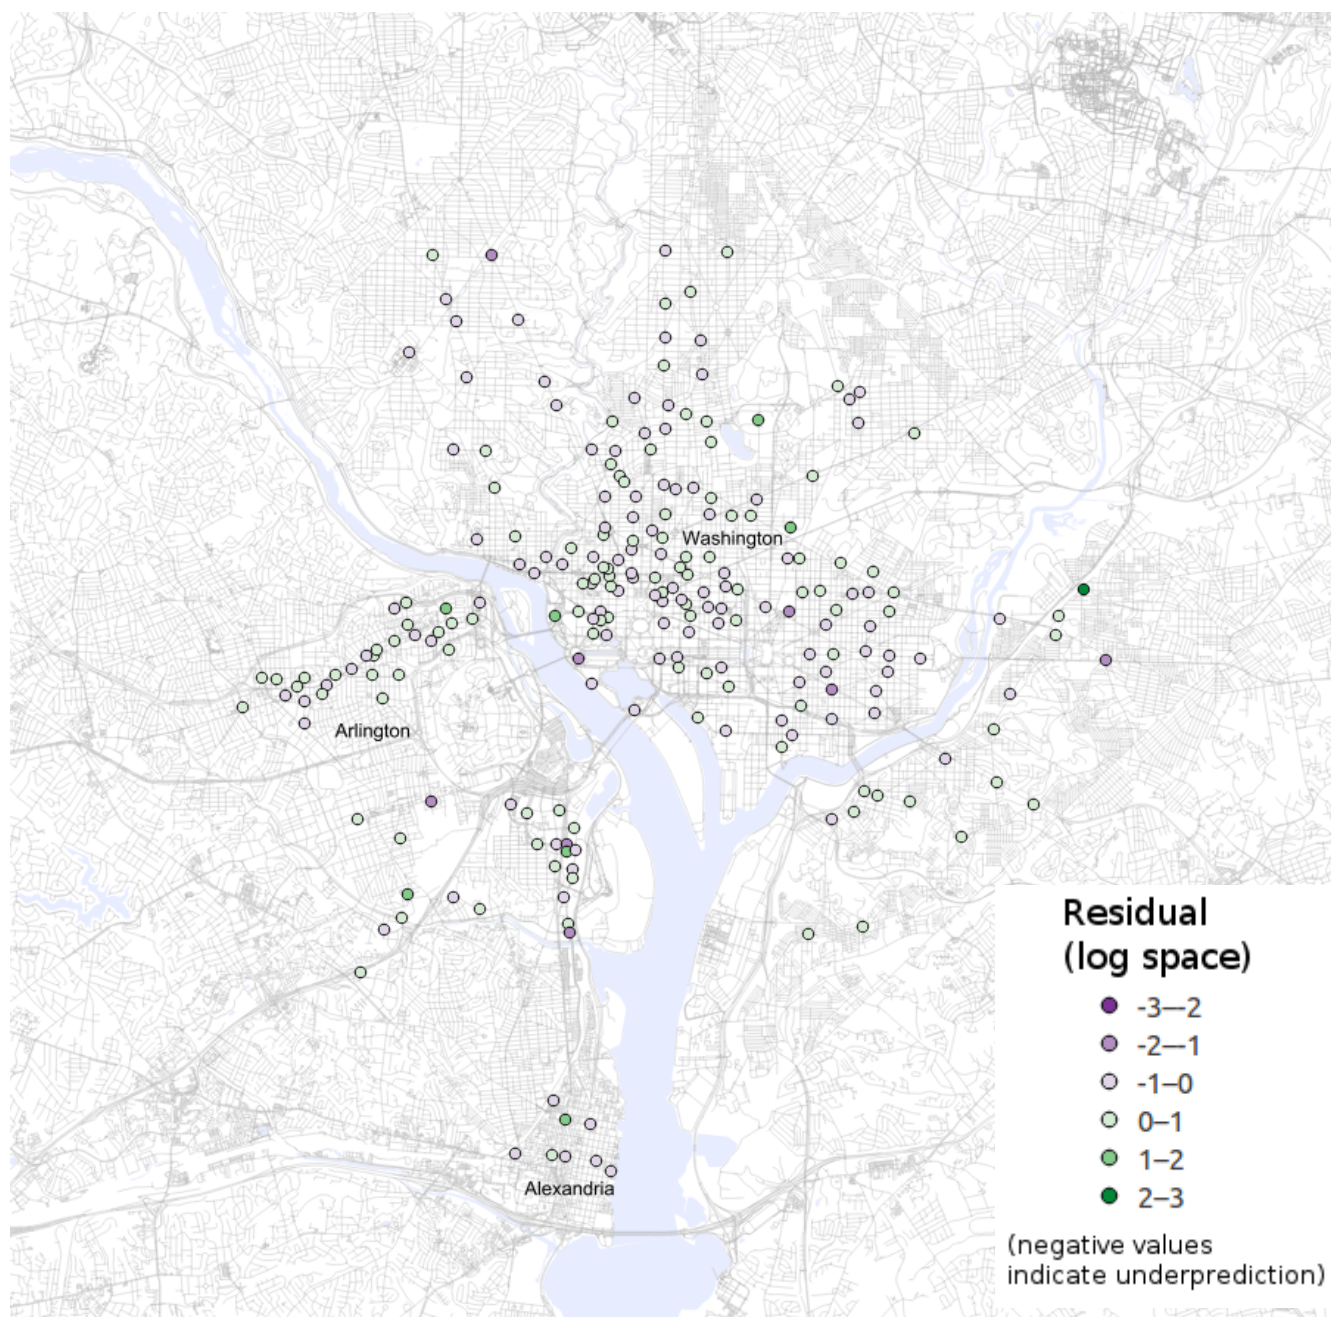 Washington
Arlington
Alexandria
Residual
(log space)
-3–-2
-2–-1
-1–0
0–1
1–2
2–3
(negative values
indicate underprediction)